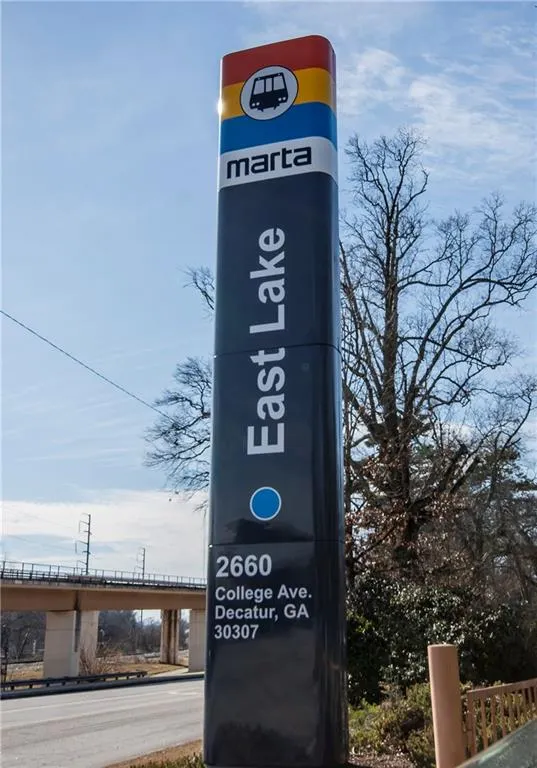 marta
East Lake
2660
College Ave.
Decatur, GA
30307